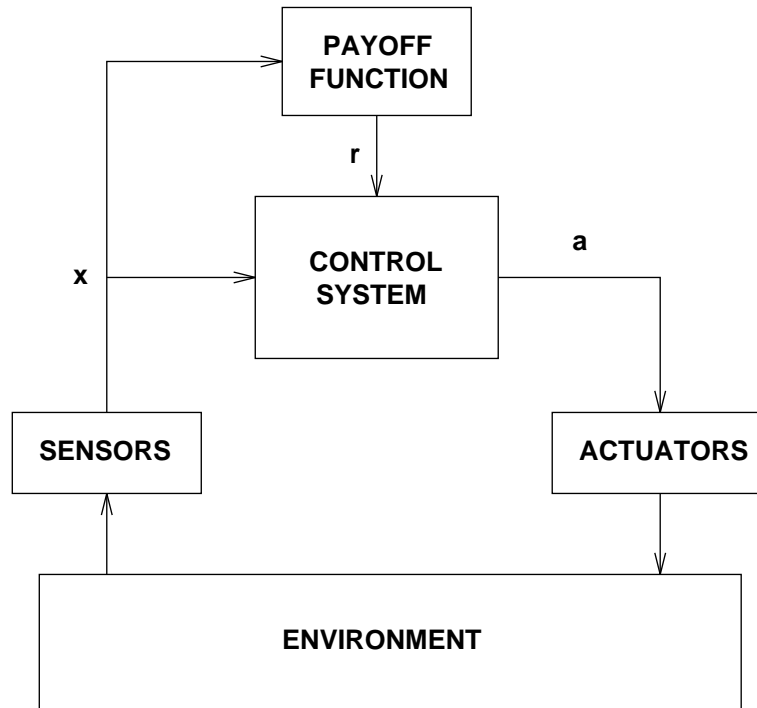 PAYOFF
FUNCTION
r
a
x
CONTROL
SYSTEM
SENSORS
ACTUATORS
ENVIRONMENT